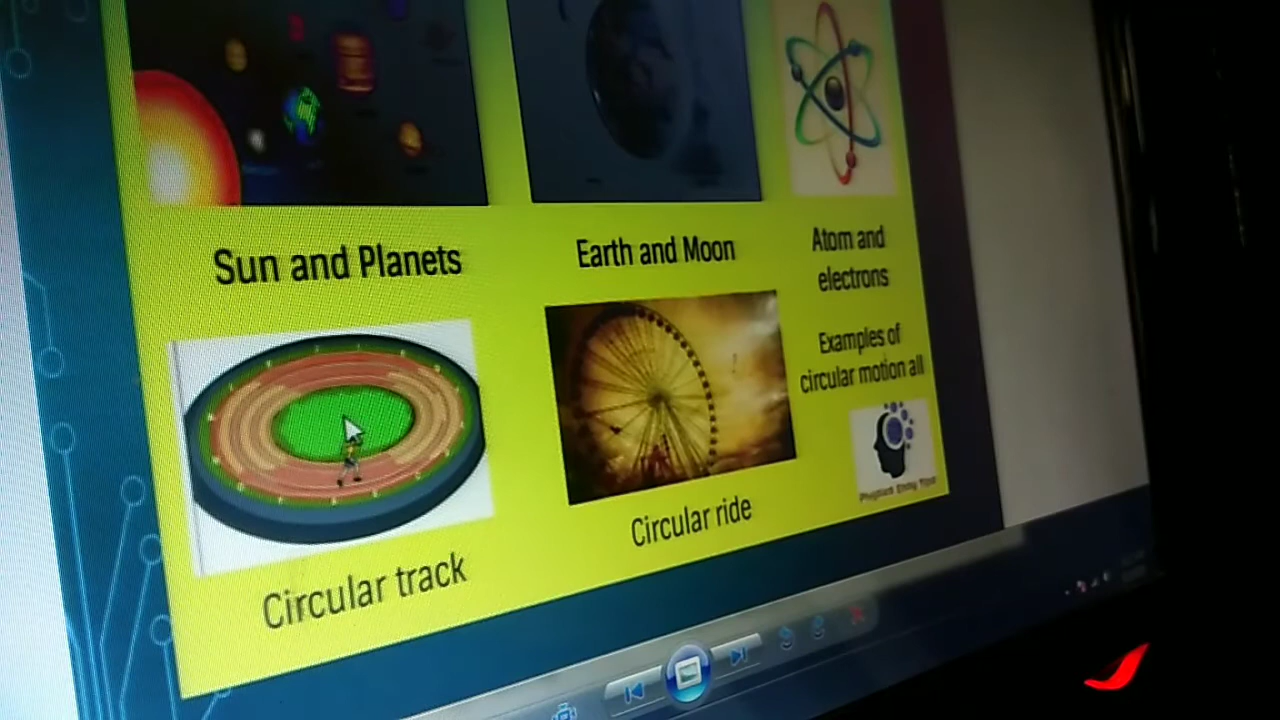 Sun and Planets
Earth and Moon
Atom and
electrons
Examples of
circular motion all
Circular track
Circular ride